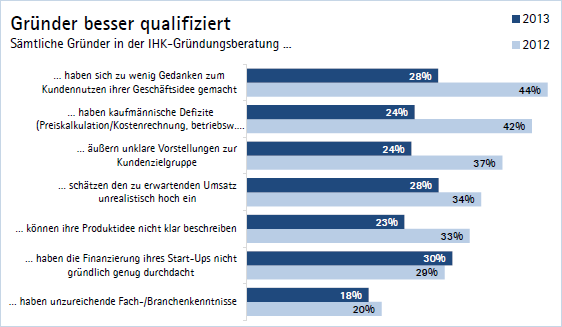 Gründer besser qualifiziert
Sämtliche Gründer in der IHK-Gründungsberatung ...
2013
2012
... haben sich zu wenig Gedanken zum
Kundennutzen ihrer Geschäftsidee gemacht
28%
44%
... haben kaufmännische Defizite
(Preiskalkulation/Kostenrechnung, betriebsw....
24%
42%
... äußern unklare Vorstellungen zur
Kundenzielgruppe
24%
37%
... schätzen den zu erwartenden Umsatz
unrealistisch hoch ein
28%
34%
... können ihre Produktidee nicht klar beschreiben
23%
33%
... haben die Finanzierung ihres Start-Ups nicht
gründlich genug durchdacht
30%
29%
... haben unzureichende Fach-/Branchenkenntnisse
18%
20%